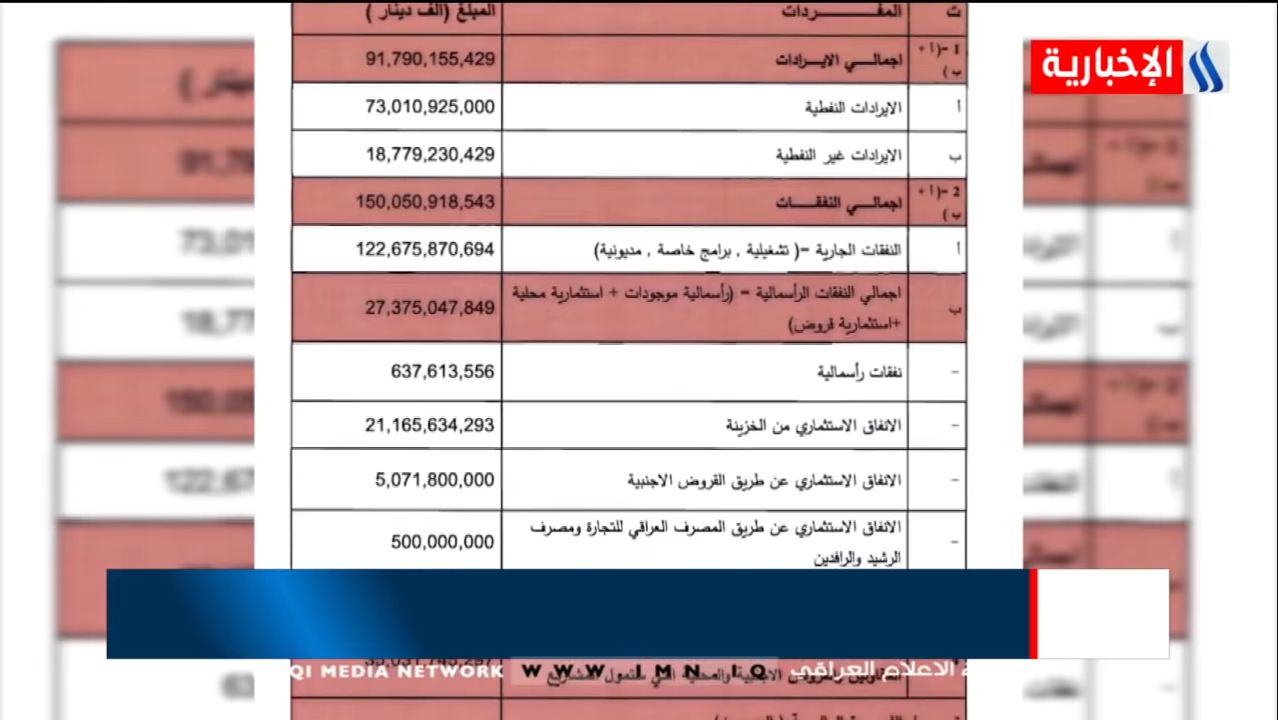 ت المفـــــــردات المبلغ (الف دينار )
1 =(أ + ب ) اجمالـــي الايـــرادات 91,790,155,429
أ الايرادات النفطية 73,010,925,000
ب الايرادات غير النفطية 18,779,230,429
2 =(أ + ب ) اجمالـــي النفقـــات 150,050,918,543
أ النفقات الجارية =( تشغيلية , برامج خاصة , مديونية) 122,675,870,694
ب اجمالي النفقات الرأسمالية = (رأسمالية موجودات + استثمارية محلية
+استثمارية قروض) 27,375,047,849
- نفقات رأسمالية 637,613,556
- الانفاق الاستثماري من الخزينة 21,165,634,293
- الانفاق الاستثماري عن طريق القروض الاجنبية 5,071,800,000
- الانفاق الاستثماري عن طريق المصرف العراقي للتجارة ومصرف
الرشيد والرافدين 500,000,000
الإخبارية
QI MEDIA NETWORK WWW.IMN.IQ ة الاعلام العراقي